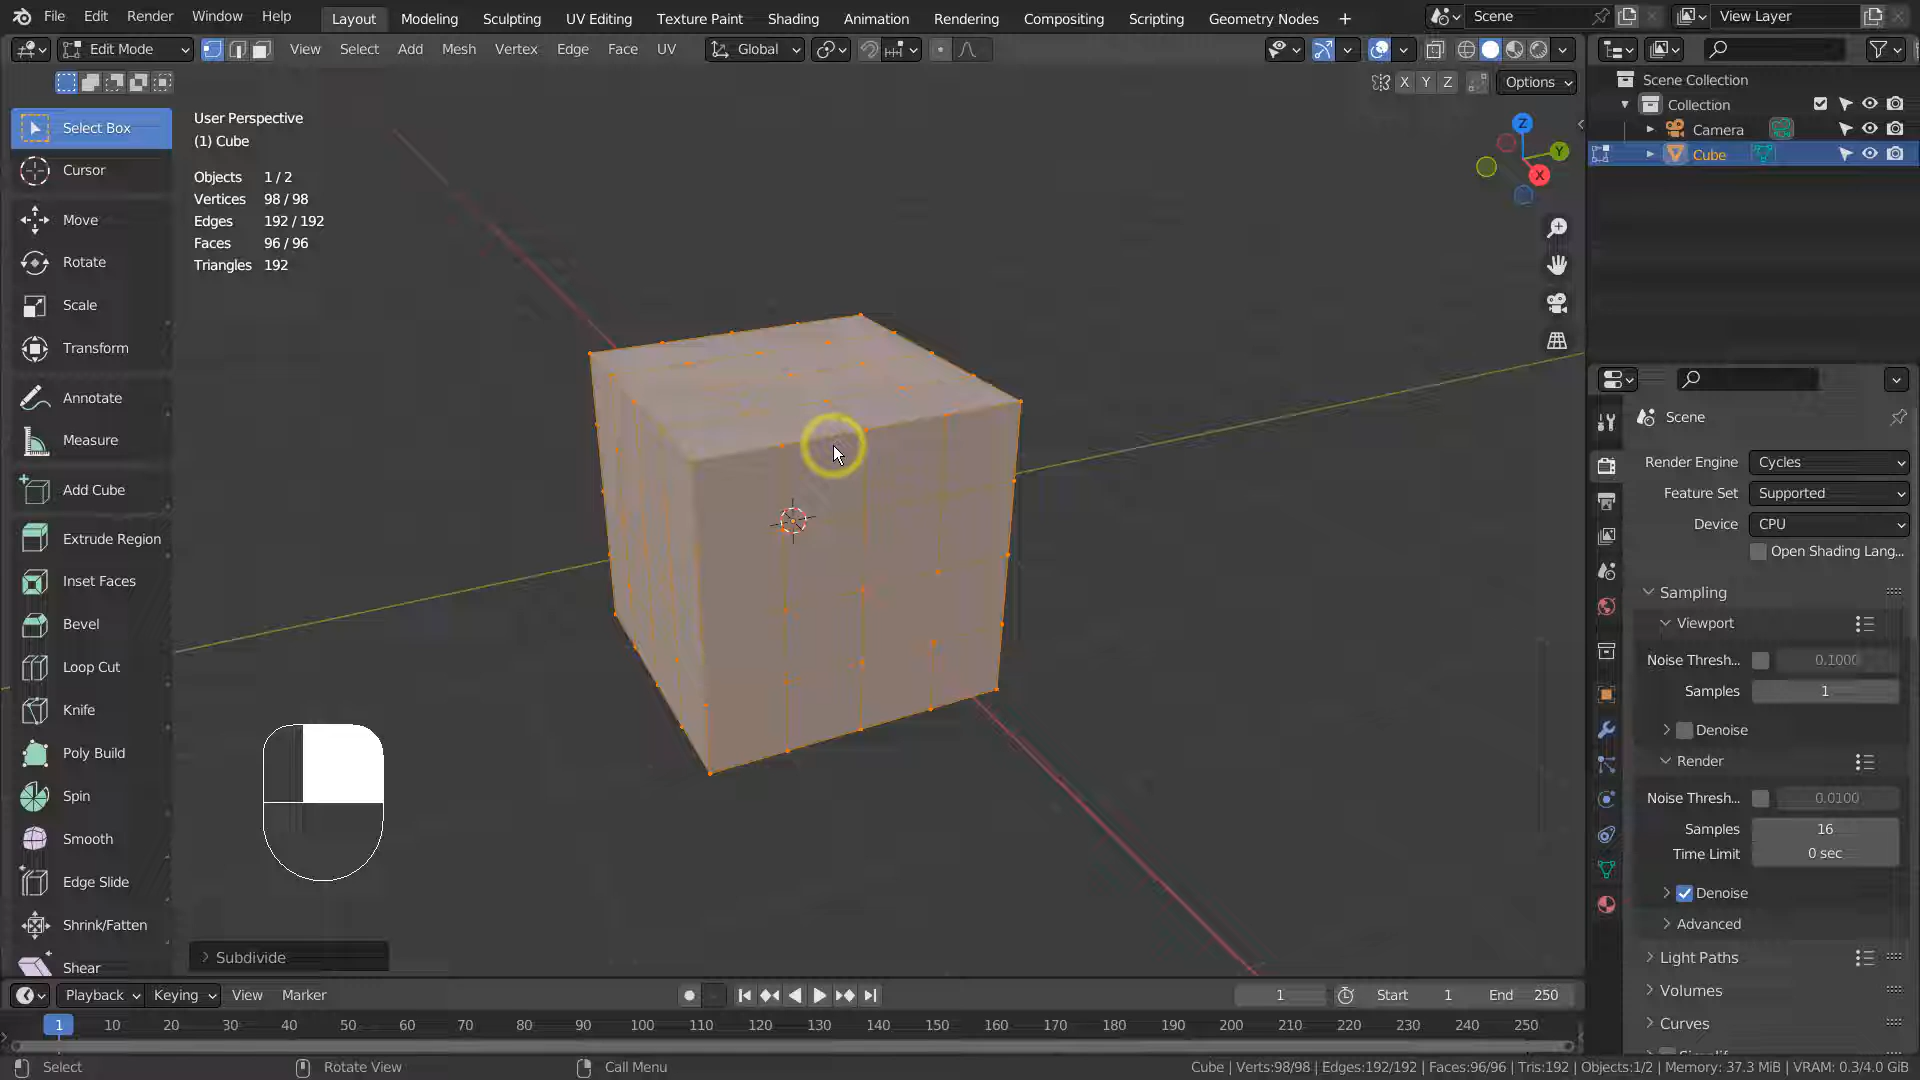 File Edit Render Window Help Layout Modeling Sculpting UV Editing Texture Paint Shading Animation Rendering Compositing Scripting Geometry Nodes + Scene View Layer
Edit Mode View Select Add Mesh Vertex Edge Face UV Global
X Y Z Options
Scene Collection
Collection
Camera
Cube
Select Box
Cursor
Move
Rotate
Scale
Transform
Annotate
Measure
Add Cube
Extrude Region
Inset Faces
Bevel
Loop Cut
Knife
Poly Build
Spin
Smooth
Edge Slide
Shrink/Fatten
Shear
User Perspective
(1) Cube
Objects 1 / 2
Vertices 98 / 98
Edges 192 / 192
Faces 96 / 96
Triangles 192
Z
Y
X
Subdivide
Scene
Render Engine Cycles
Feature Set Supported
Device CPU
Open Shading Lang...
Sampling
Viewport
Noise Thresh... 0.1000
Samples 1
Denoise
Render
Noise Thresh... 0.0100
Samples 16
Time Limit 0 sec
Denoise
Advanced
Light Paths
Volumes
Curves
Playback Keying View Marker 1 Start 1 End 250
1 10 20 30 40 50 60 70 80 90 100 110 120 130 140 150 160 170 180 190 200 210 220 230 240 250
Select Rotate View Call Menu Cube | Verts:98/98 | Edges:192/192 | Faces:96/96 | Tris:192 | Objects:1/2 | Memory: 37.3 MiB | VRAM: 0.3/4.0 GiB